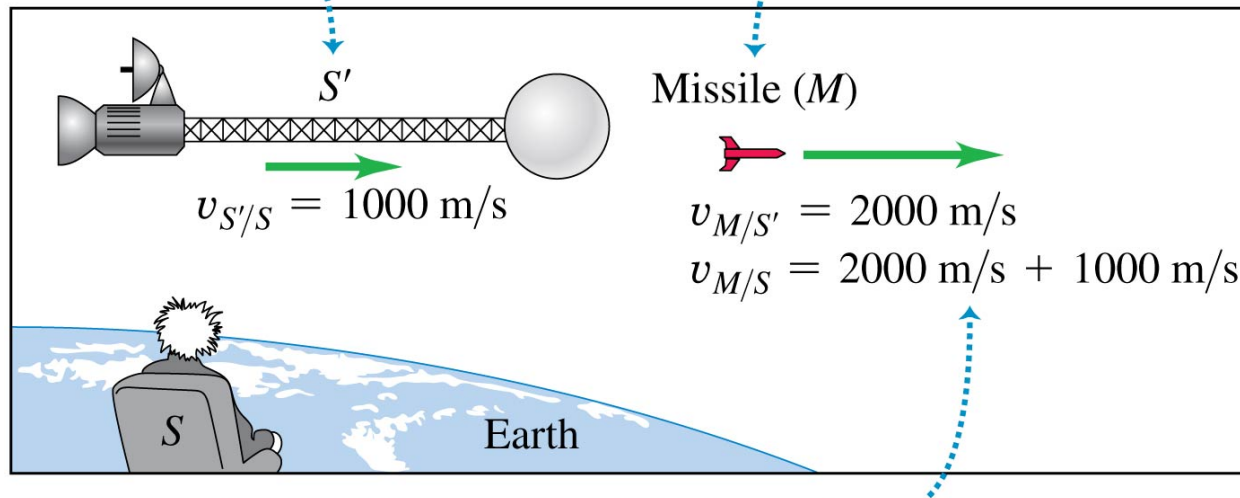 S′
Missile (M)
v_{S′/S} = 1000 m/s
v_{M/S′} = 2000 m/s
v_{M/S} = 2000 m/s + 1000 m/s
S
Earth